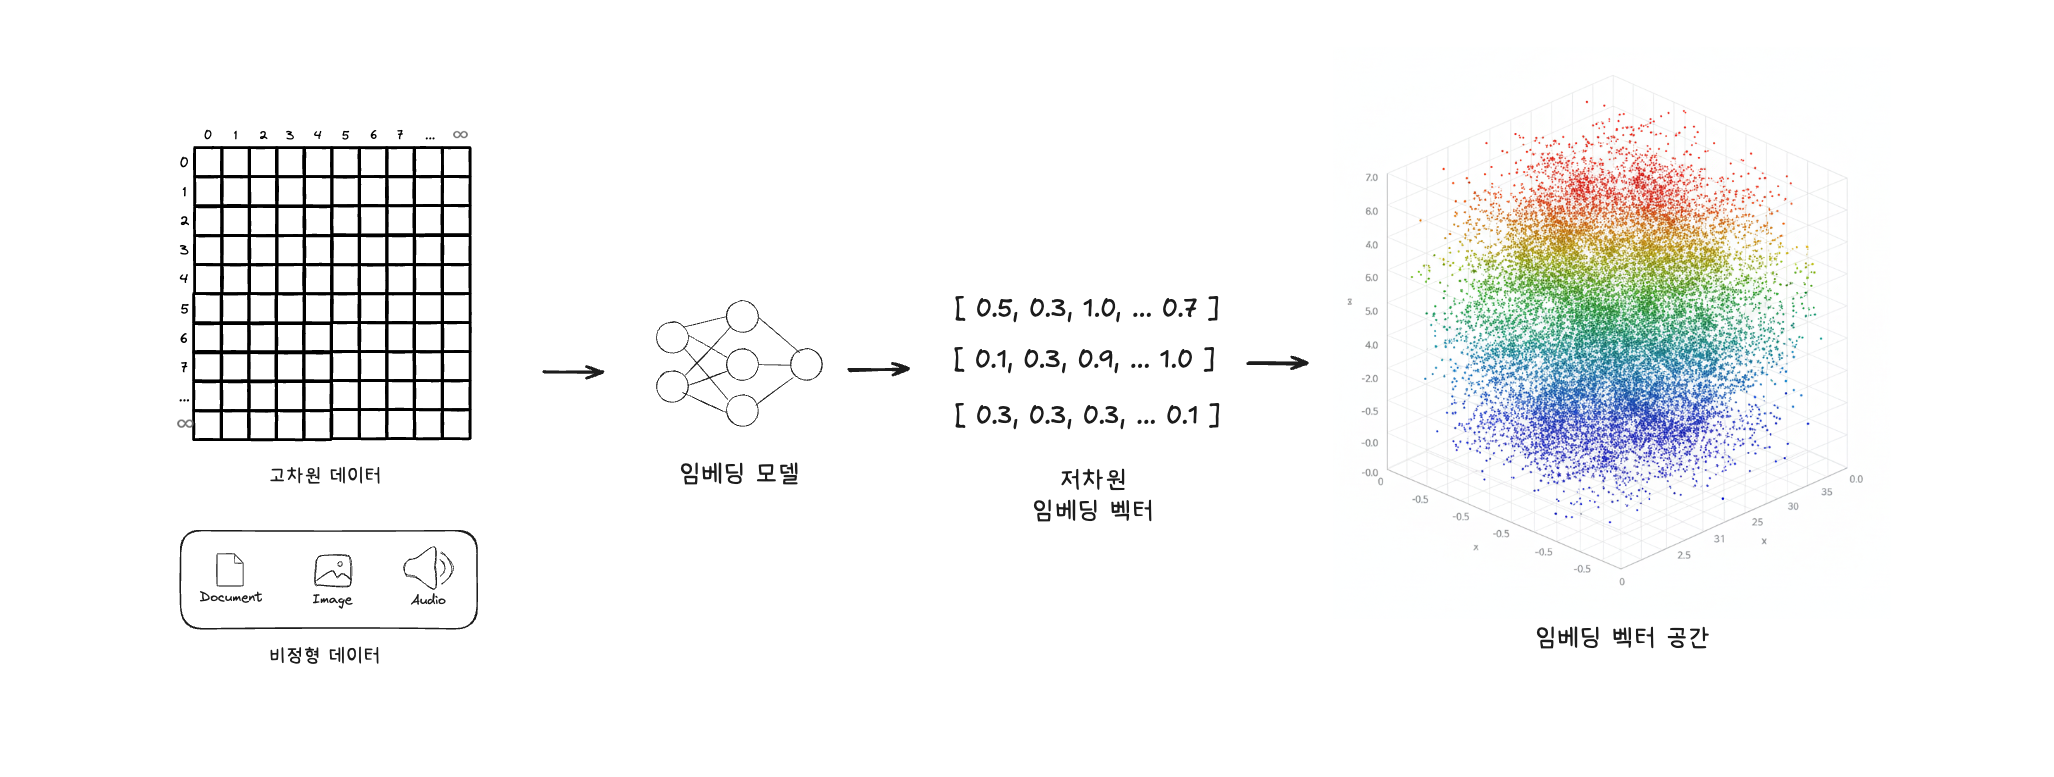 0 1 2 3 4 5 6 7 ... ∞
0
1
2
3
4
5
6
7
...
∞
고차원 데이터
Document Image Audio
비정형 데이터
임베딩 모델
[ 0.5, 0.3, 1.0, ... 0.7 ]
[ 0.1, 0.3, 0.9, ... 1.0 ]
[ 0.3, 0.3, 0.3, ... 0.1 ]
저차원
임베딩 벡터
7.0
6.0
4.0
6.0
5.0
4.0
-2.0
-0.5
-0.0
-0.0
0
-0.5
-0.5
-0.5
-0.5
-0.5
x
0
2.5
31
25
30
35
0.0
x
임베딩 벡터 공간